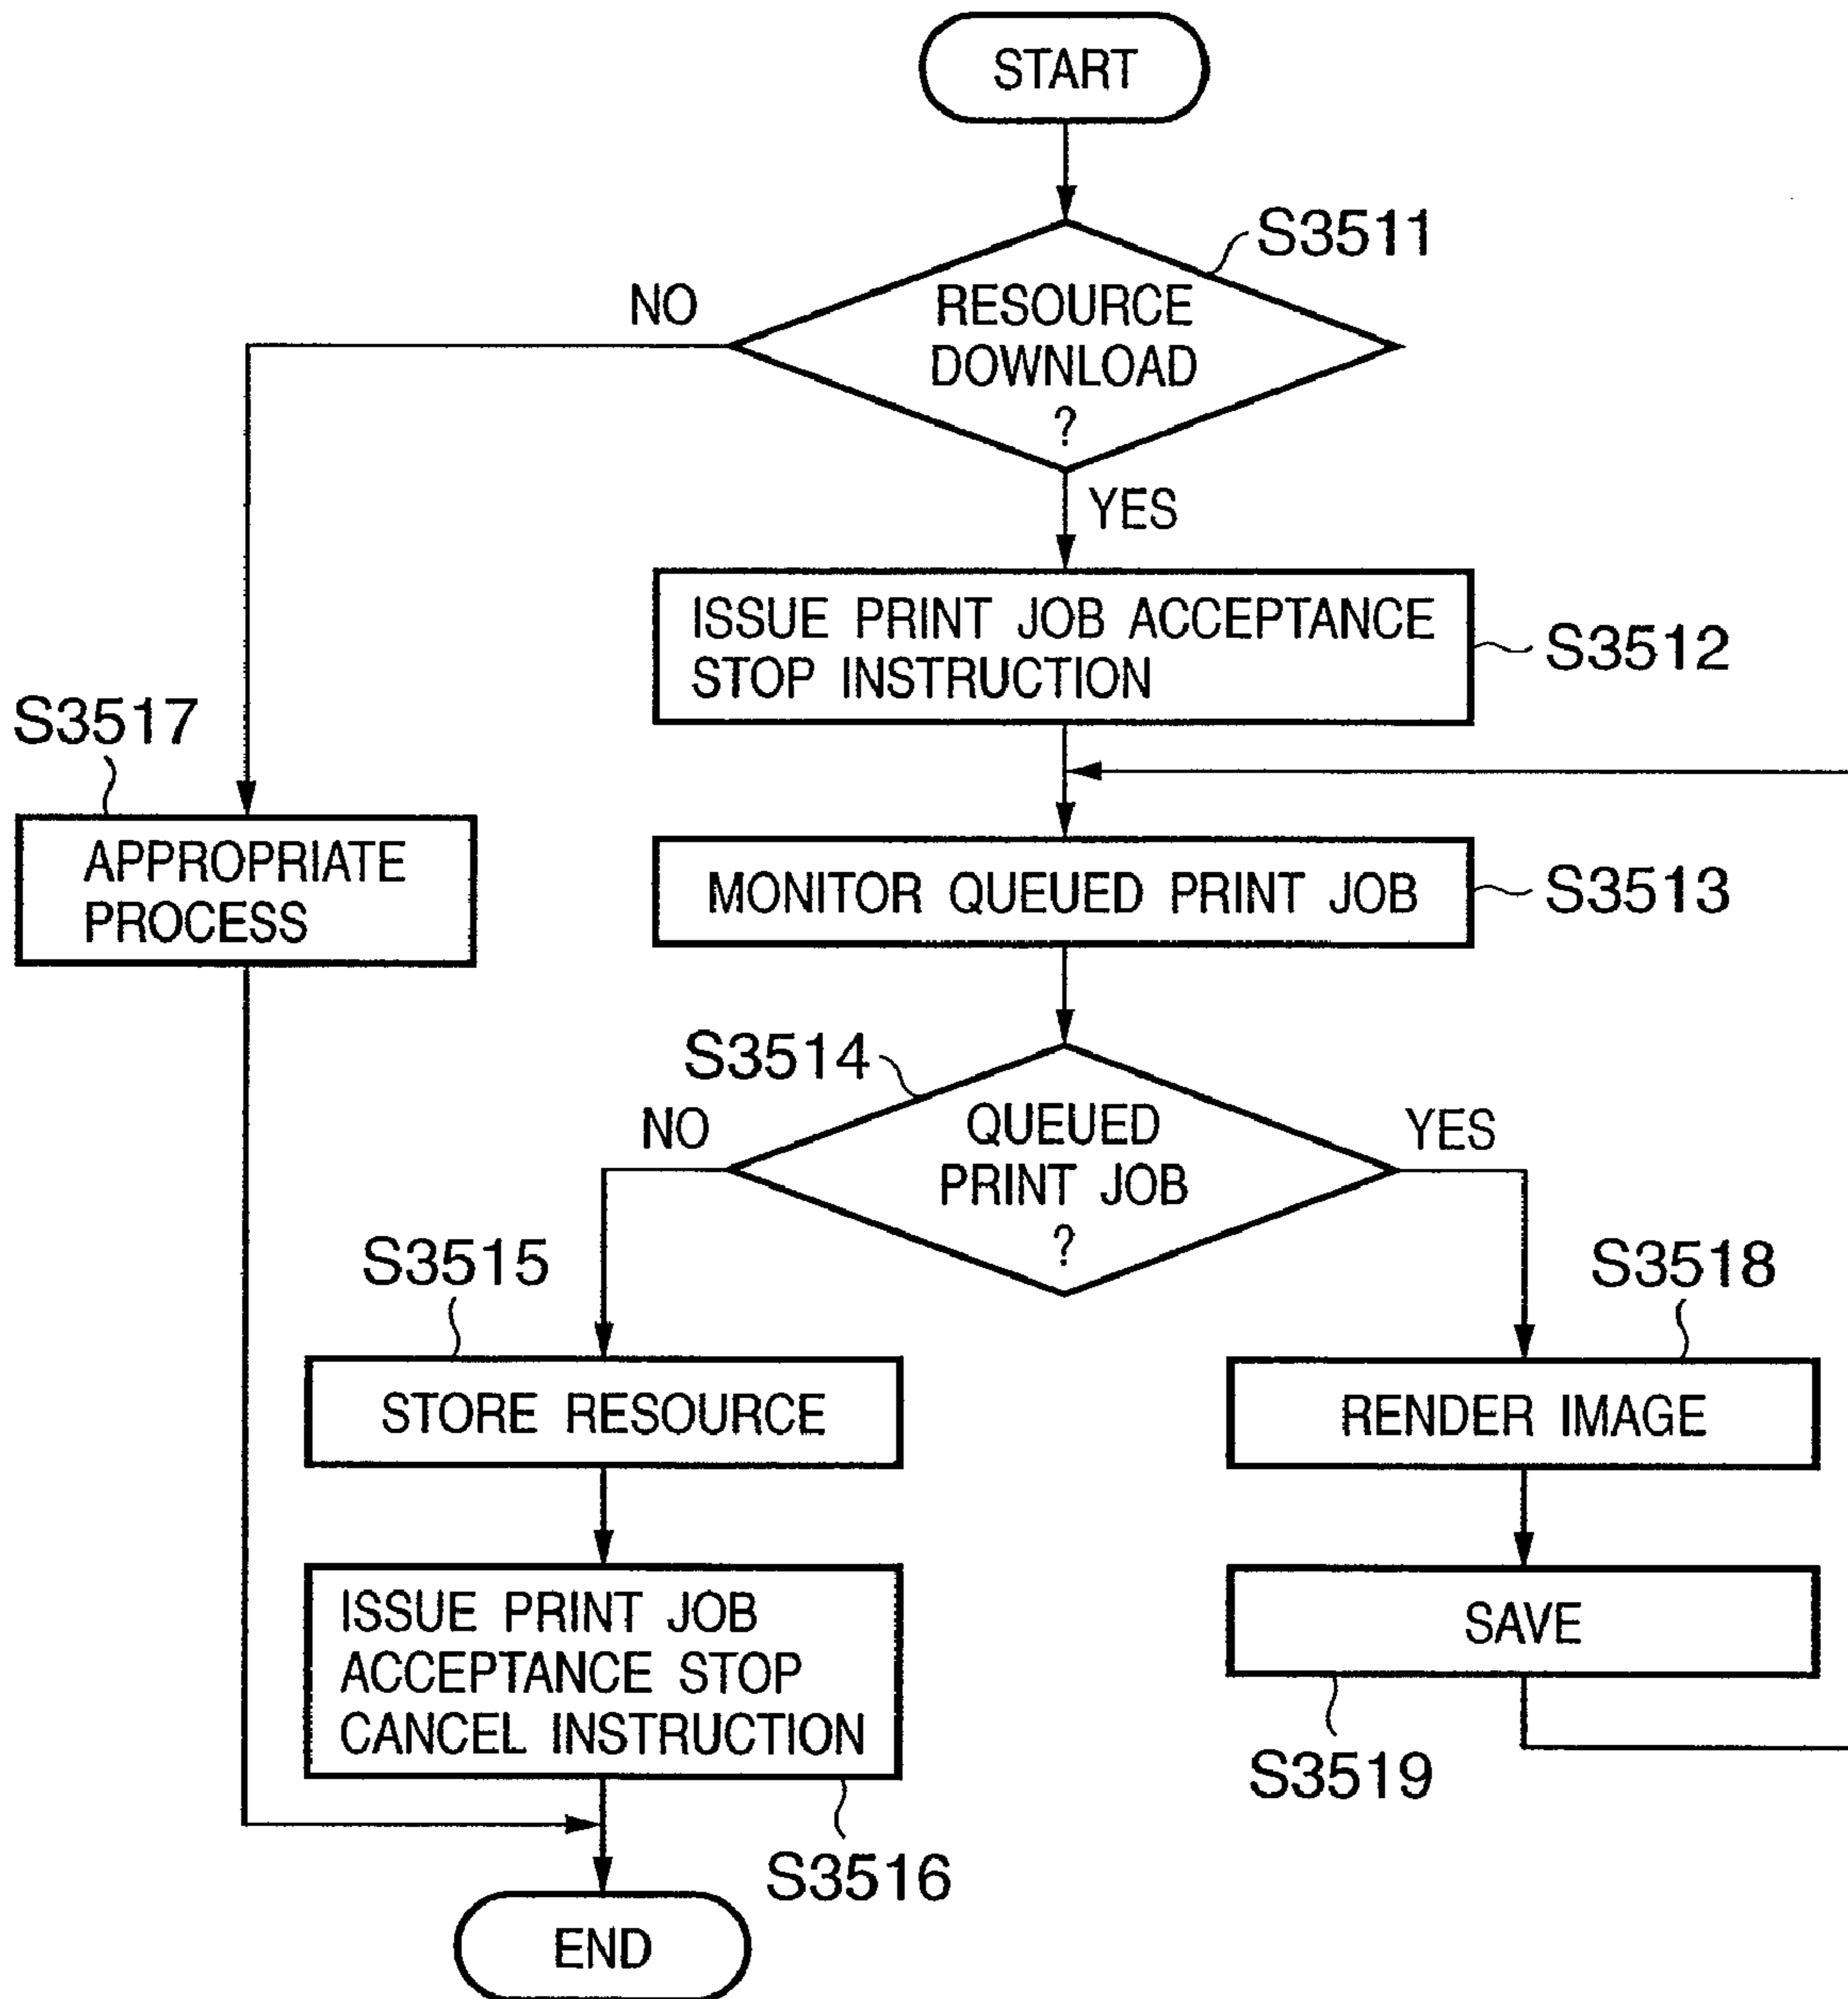 START
S3511
NO
RESOURCE
DOWNLOAD
?
YES
ISSUE PRINT JOB ACCEPTANCE
STOP INSTRUCTION
S3512
S3517
APPROPRIATE
PROCESS
MONITOR QUEUED PRINT JOB
S3513
S3514
NO
QUEUED
PRINT JOB
?
YES
S3515
STORE RESOURCE
S3518
RENDER IMAGE
ISSUE PRINT JOB
ACCEPTANCE STOP
CANCEL INSTRUCTION
S3516
SAVE
S3519
END